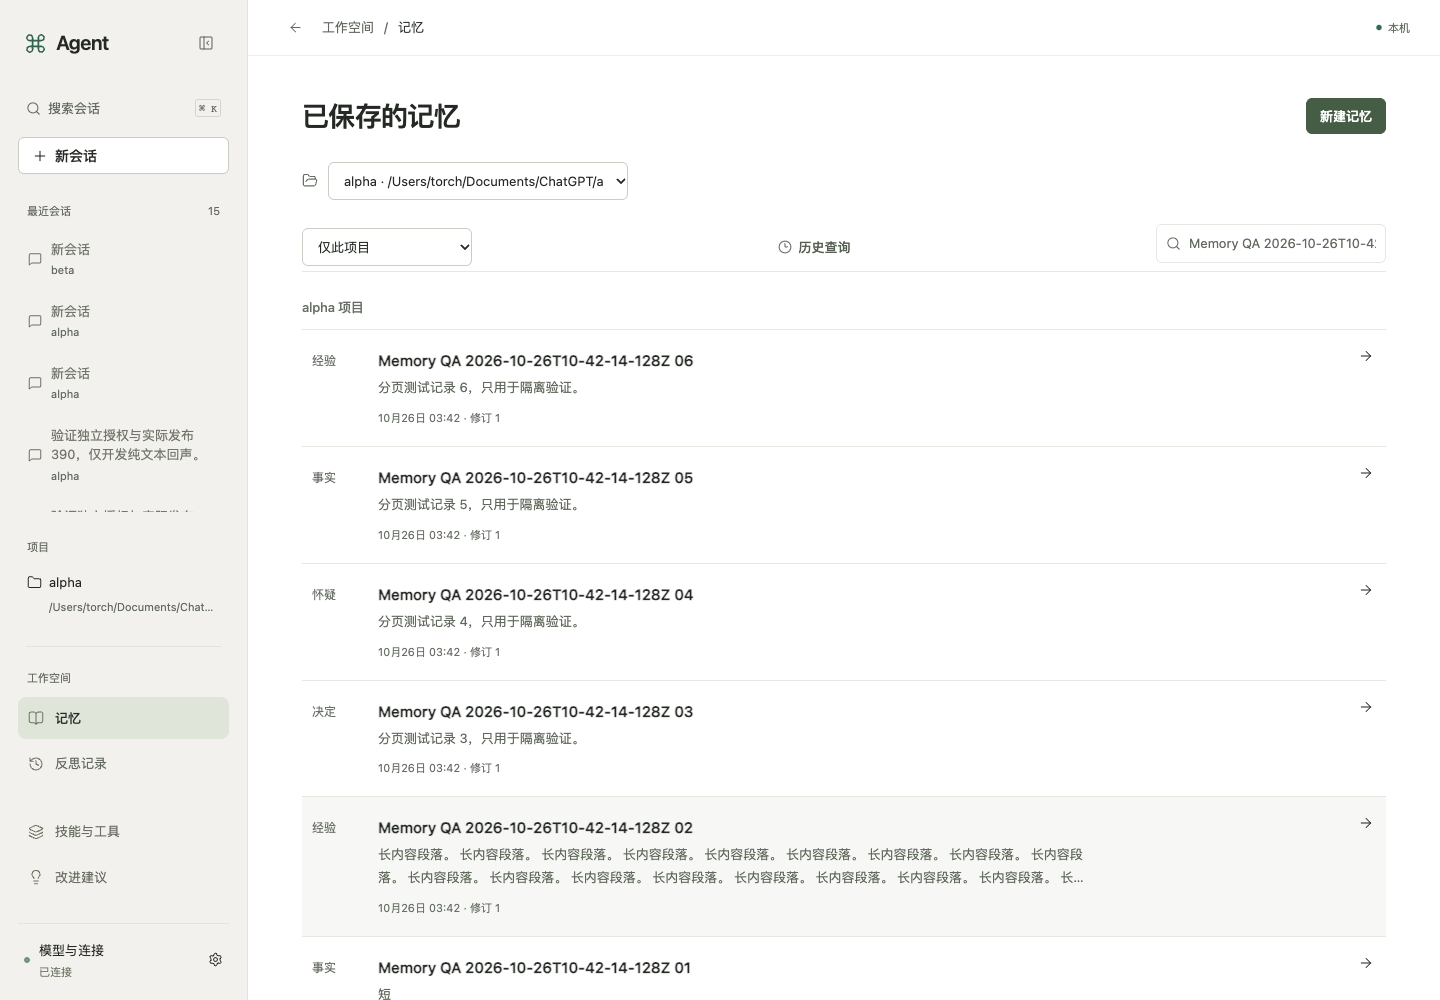 Agent
搜索会话
⌘ K
新会话
最近会话 15
新会话
beta
新会话
alpha
新会话
alpha
验证独立授权与实际发布
390，仅开发纯文本回声。
alpha
项目
alpha
/Users/torch/Documents/Chat...
工作空间
记忆
反思记录
技能与工具
改进建议
模型与连接
已连接
工作空间 / 记忆
本机
已保存的记忆
新建记忆
alpha · /Users/torch/Documents/ChatGPT/a
仅此项目
历史查询
Memory QA 2026-10-26T10-42
alpha 项目
经验
Memory QA 2026-10-26T10-42-14-128Z 06
分页测试记录 6，只用于隔离验证。
10月26日 03:42 · 修订 1
事实
Memory QA 2026-10-26T10-42-14-128Z 05
分页测试记录 5，只用于隔离验证。
10月26日 03:42 · 修订 1
怀疑
Memory QA 2026-10-26T10-42-14-128Z 04
分页测试记录 4，只用于隔离验证。
10月26日 03:42 · 修订 1
决定
Memory QA 2026-10-26T10-42-14-128Z 03
分页测试记录 3，只用于隔离验证。
10月26日 03:42 · 修订 1
经验
Memory QA 2026-10-26T10-42-14-128Z 02
长内容段落。 长内容段落。 长内容段落。 长内容段落。 长内容段落。 长内容段落。 长内容段落。 长内容段落。 长内容段
落。 长内容段落。 长内容段落。 长内容段落。 长内容段落。 长内容段落。 长内容段落。 长内容段落。 长内容段落。 长...
10月26日 03:42 · 修订 1
事实
Memory QA 2026-10-26T10-42-14-128Z 01
短